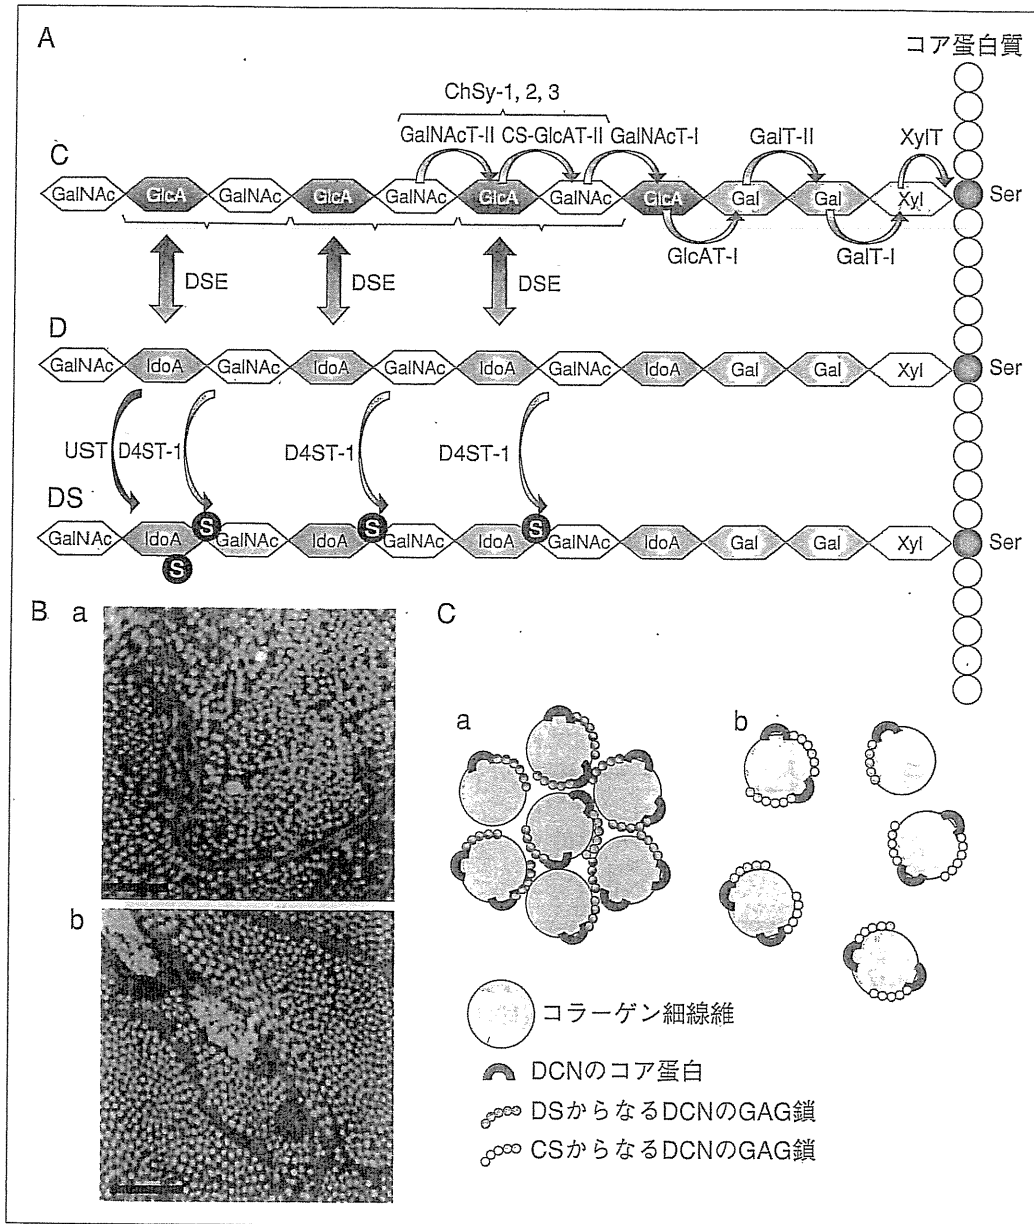 A
コア蛋白質
ChSy-1, 2, 3
GalNAcT-II CS-GlcAT-II GalNAcT-I GalT-II XylT
C
GalNAc GlcA GalNAc GlcA GalNAc GlcA GalNAc GlcA Gal Gal Xyl Ser
GlcAT-I GalT-I
DSE DSE DSE
D
GalNAc IdoA GalNAc IdoA GalNAc IdoA GalNAc IdoA Gal Gal Xyl Ser
UST D4ST-1 D4ST-1 D4ST-1
DS
S S S
GalNAc IdoA GalNAc IdoA GalNAc IdoA GalNAc IdoA Gal Gal Xyl Ser
S
B a
b
C
a b
コラーゲン細線維
DCNのコア蛋白
DSからなるDCNのGAG鎖
CSからなるDCNのGAG鎖